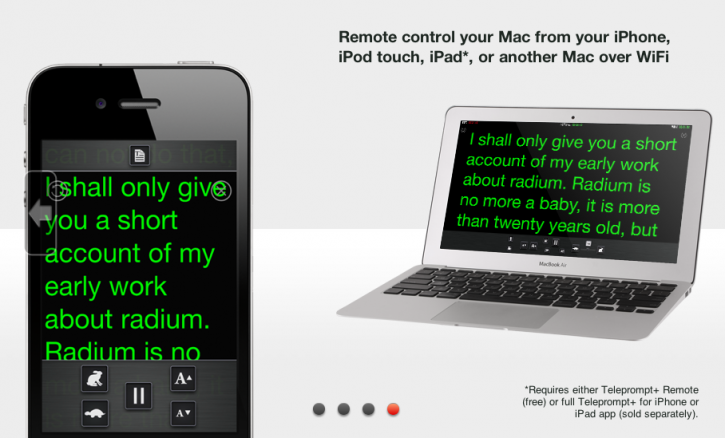 Remote control your Mac from your iPhone,
iPod touch, iPad*, or another Mac over WiFi
can not do that,
I shall only give
you a short
account of my
early work
about radium.
Radium is no
A
A
I shall only give you a short
account of my early work
about radium. Radium is
no more a baby, it is more
than twenty years old, but
MacBook Air
*Requires either Teleprompt+ Remote
(free) or full Teleprompt+ for iPhone or
iPad app (sold separately).